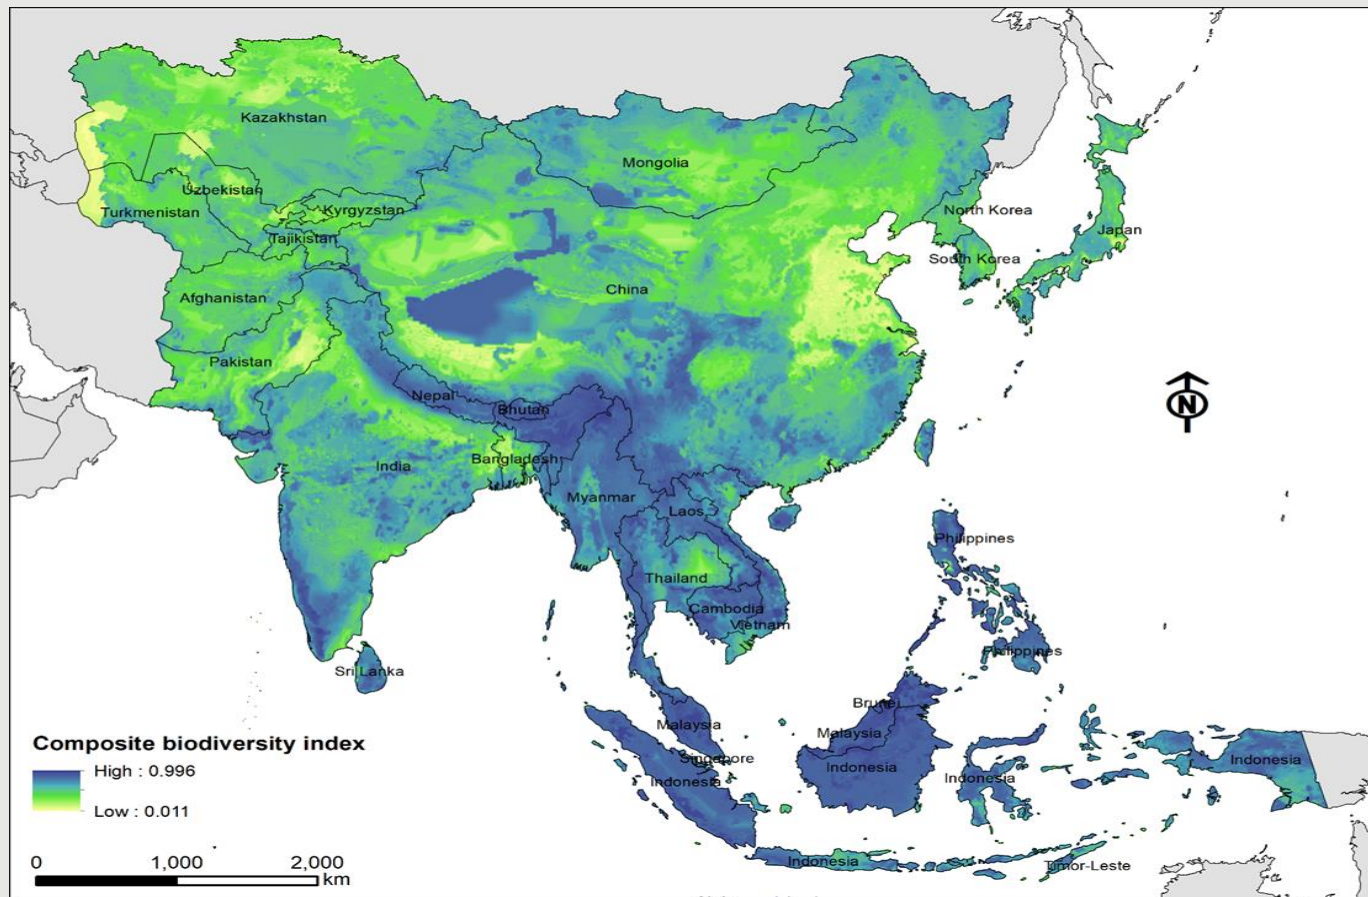 Kazakhstan
Mongolia
Uzbekistan
Kyrgyzstan
Turkmenistan
North Korea
Japan
Tajikistan
South Korea
China
Afghanistan
Pakistan
Nepal
Bhutan
N
Bangladesh
India
Myanmar
Laos
Philippines
Thailand
Cambodia
Vietnam
Philippines
Sri Lanka
Brunei
Malaysia
Malaysia
Singapore
Indonesia
Indonesia
Indonesia
Indonesia
Indonesia
Timor-Leste
Composite biodiversity index
High : 0.996
Low : 0.011
0 1,000 2,000
km